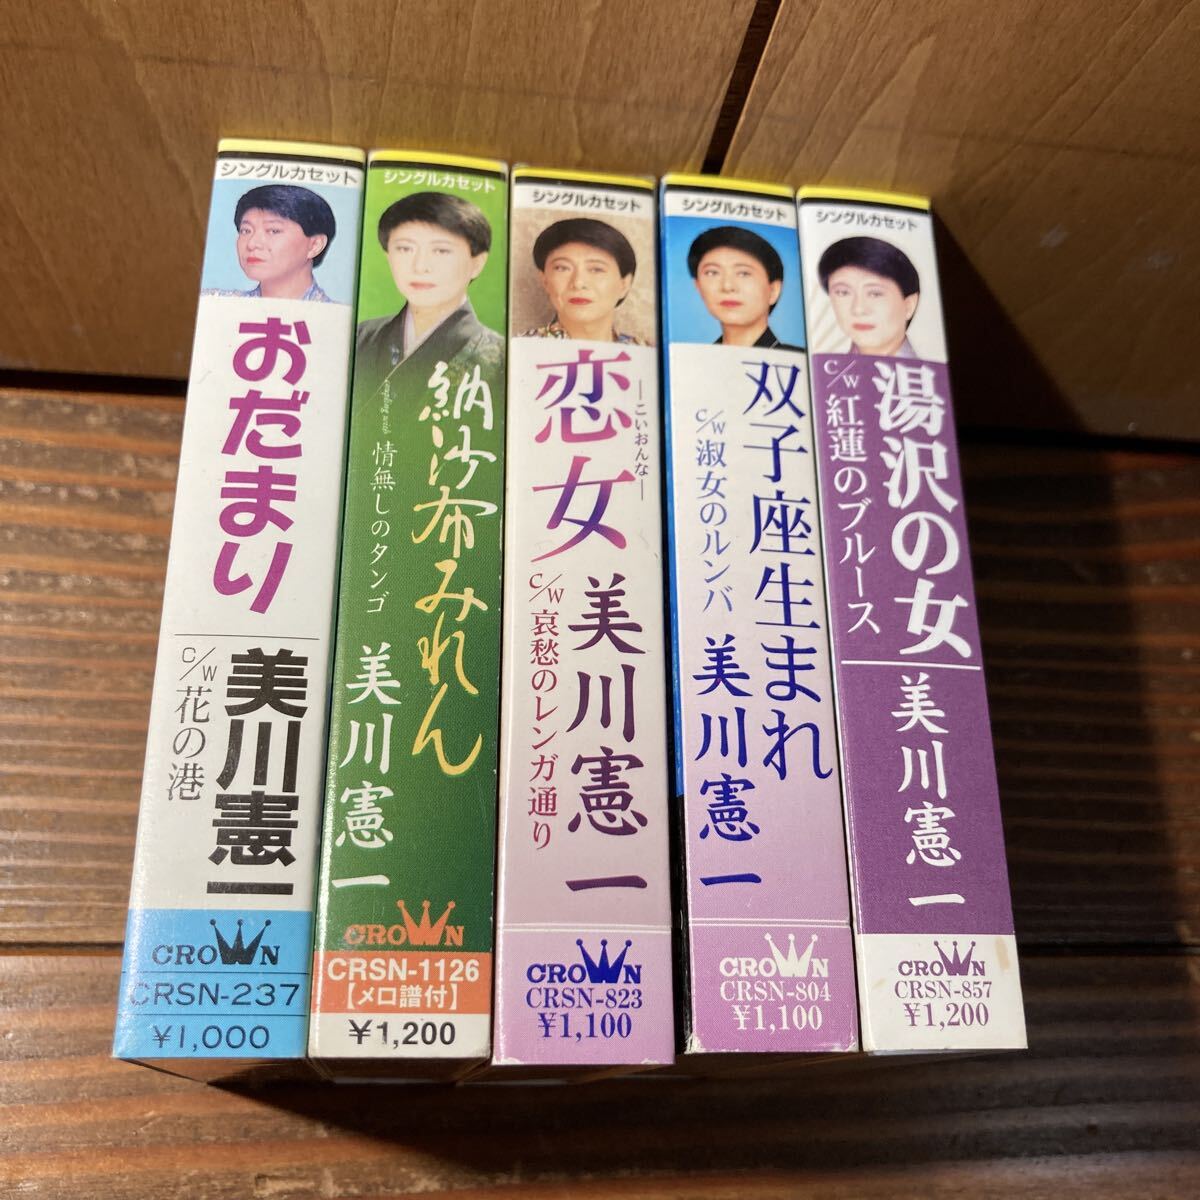 シングルカセット
おだまり
c/w 花の港
美川憲一
CROWN
CRSN-237
¥1,000
シングルカセット
納沙布みれん
coupling with
情無しのタンゴ
美川憲一
CROWN
CRSN-1126
【メロ譜付】
¥1,200
シングルカセット
恋女
―こいおんな―
c/w 哀愁のレンガ通り
美川憲一
CROWN
CRSN-823
¥1,100
シングルカセット
双子座生まれ
c/w 淑女のルンバ
美川憲一
CROWN
CRSN-804
¥1,100
シングルカセット
湯沢の女
c/w 紅蓮のブルース
美川憲一
CROWN
CRSN-857
¥1,200